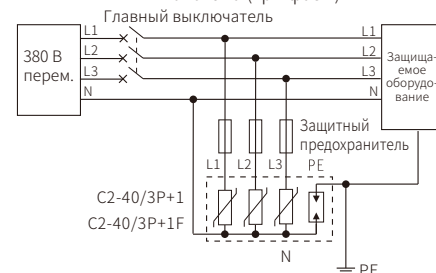 Главный выключатель
380 В
перем.
L1
L2
L3
N
L1
L2
L3
N
Защища-
емое
оборудо-
вание
Защитный
предохранитель
L1 L2 L3 PE
C2-40/3P+1
C2-40/3P+1F
N
PE